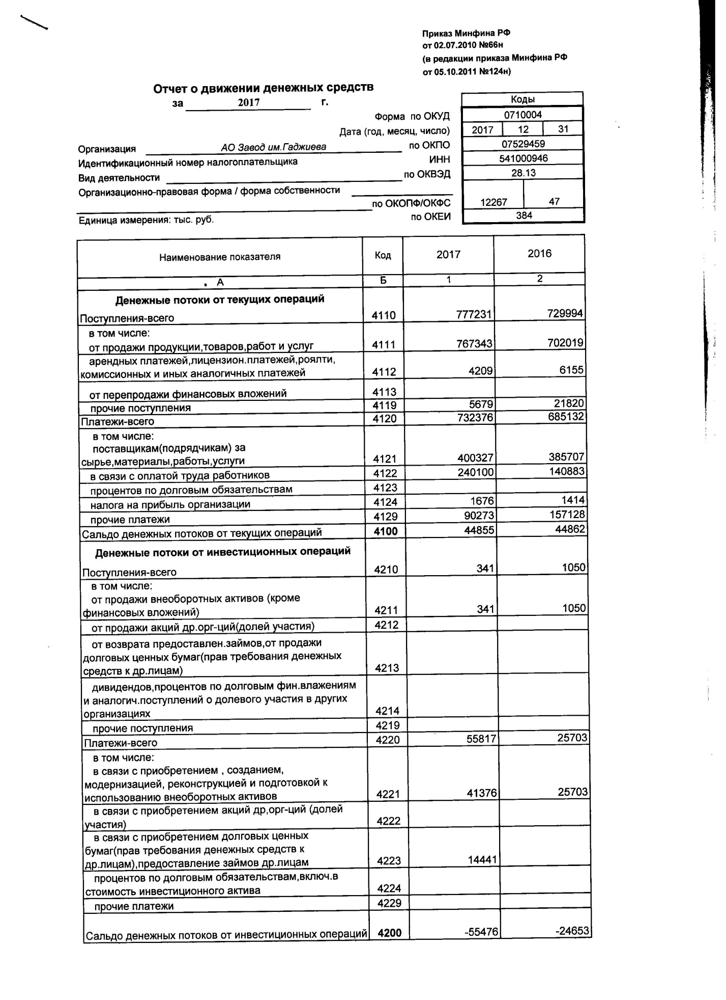 Приказ Минфина РФ
от 02.07.2010 №66н
(в редакции приказа Минфина РФ
от 05.10.2011 №124н)
Отчет о движении денежных средств
за 2017 г.
Коды
Форма по ОКУД 0710004
Дата (год, месяц, число) 2017 12 31
Организация АО Завод им.Гаджиева по ОКПО 07529459
Идентификационный номер налогоплательщика ИНН 541000946
Вид деятельности по ОКВЭД 28.13
Организационно-правовая форма / форма собственности
по ОКОПФ/ОКФС 12267 47
Единица измерения: тыс. руб. по ОКЕИ 384
Наименование показателя Код 2017 2016
А Б 1 2
Денежные потоки от текущих операций
Поступления-всего 4110 777231 729994
в том числе:
от продажи продукции,товаров,работ и услуг 4111 767343 702019
арендных платежей,лицензион.платежей,роялти,
комиссионных и иных аналогичных платежей 4112 4209 6155
от перепродажи финансовых вложений 4113
прочие поступления 4119 5679 21820
Платежи-всего 4120 732376 685132
в том числе:
поставщикам(подрядчикам) за
сырье,материалы,работы,услуги 4121 400327 385707
в связи с оплатой труда работников 4122 240100 140883
процентов по долговым обязательствам 4123
налога на прибыль организации 4124 1676 1414
прочие платежи 4129 90273 157128
Сальдо денежных потоков от текущих операций 4100 44855 44862
Денежные потоки от инвестиционных операций
Поступления-всего 4210 341 1050
в том числе:
от продажи внеоборотных активов (кроме
финансовых вложений) 4211 341 1050
от продажи акций др.орг-ций(долей участия) 4212
от возврата предоставлен.займов,от продажи
долговых ценных бумаг(прав требования денежных
средств к др.лицам) 4213
дивидендов,процентов по долговым фин.влажениям
и аналогич.поступлений о долевого участия в других
организациях 4214
прочие поступления 4219
Платежи-всего 4220 55817 25703
в том числе:
в связи с приобретением , созданием,
модернизацией, реконструкцией и подготовкой к
использованию внеоборотных активов 4221 41376 25703
в связи с приобретением акций др,орг-ций (долей
участия) 4222
в связи с приобретением долговых ценных
бумаг(прав требования денежных средств к
др.лицам),предоставление займов др.лицам 4223 14441
процентов по долговым обязательствам,включ.в
стоимость инвестиционного актива 4224
прочие платежи 4229
Сальдо денежных потоков от инвестиционных операций 4200 -55476 -24653